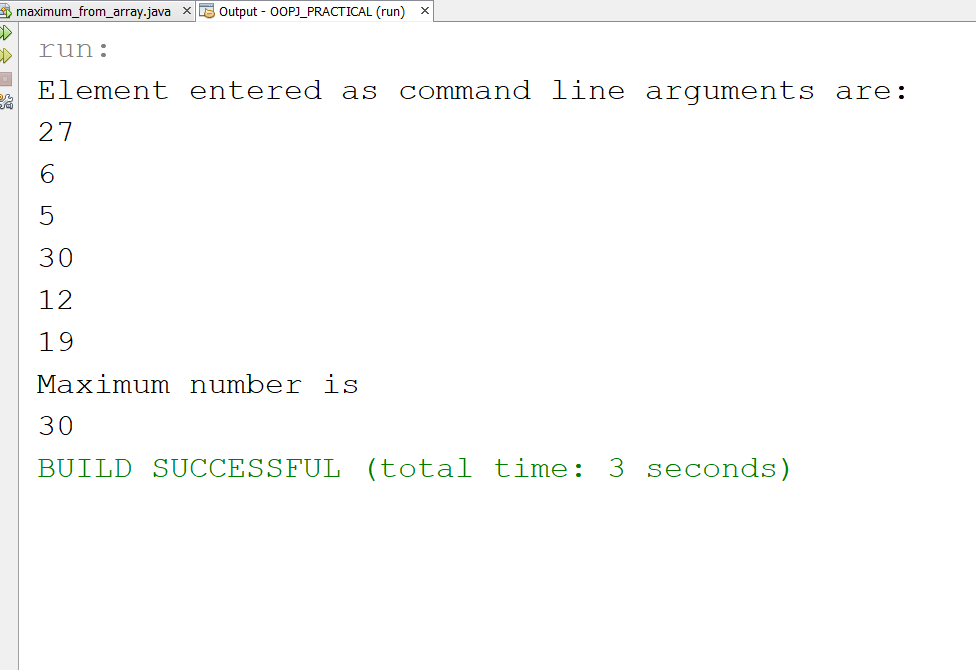 maximum_from_array.java
Output - OOPJ_PRACTICAL (run)
run:
Element entered as command line arguments are:
27
6
5
30
12
19
Maximum number is
30
BUILD SUCCESSFUL (total time: 3 seconds)